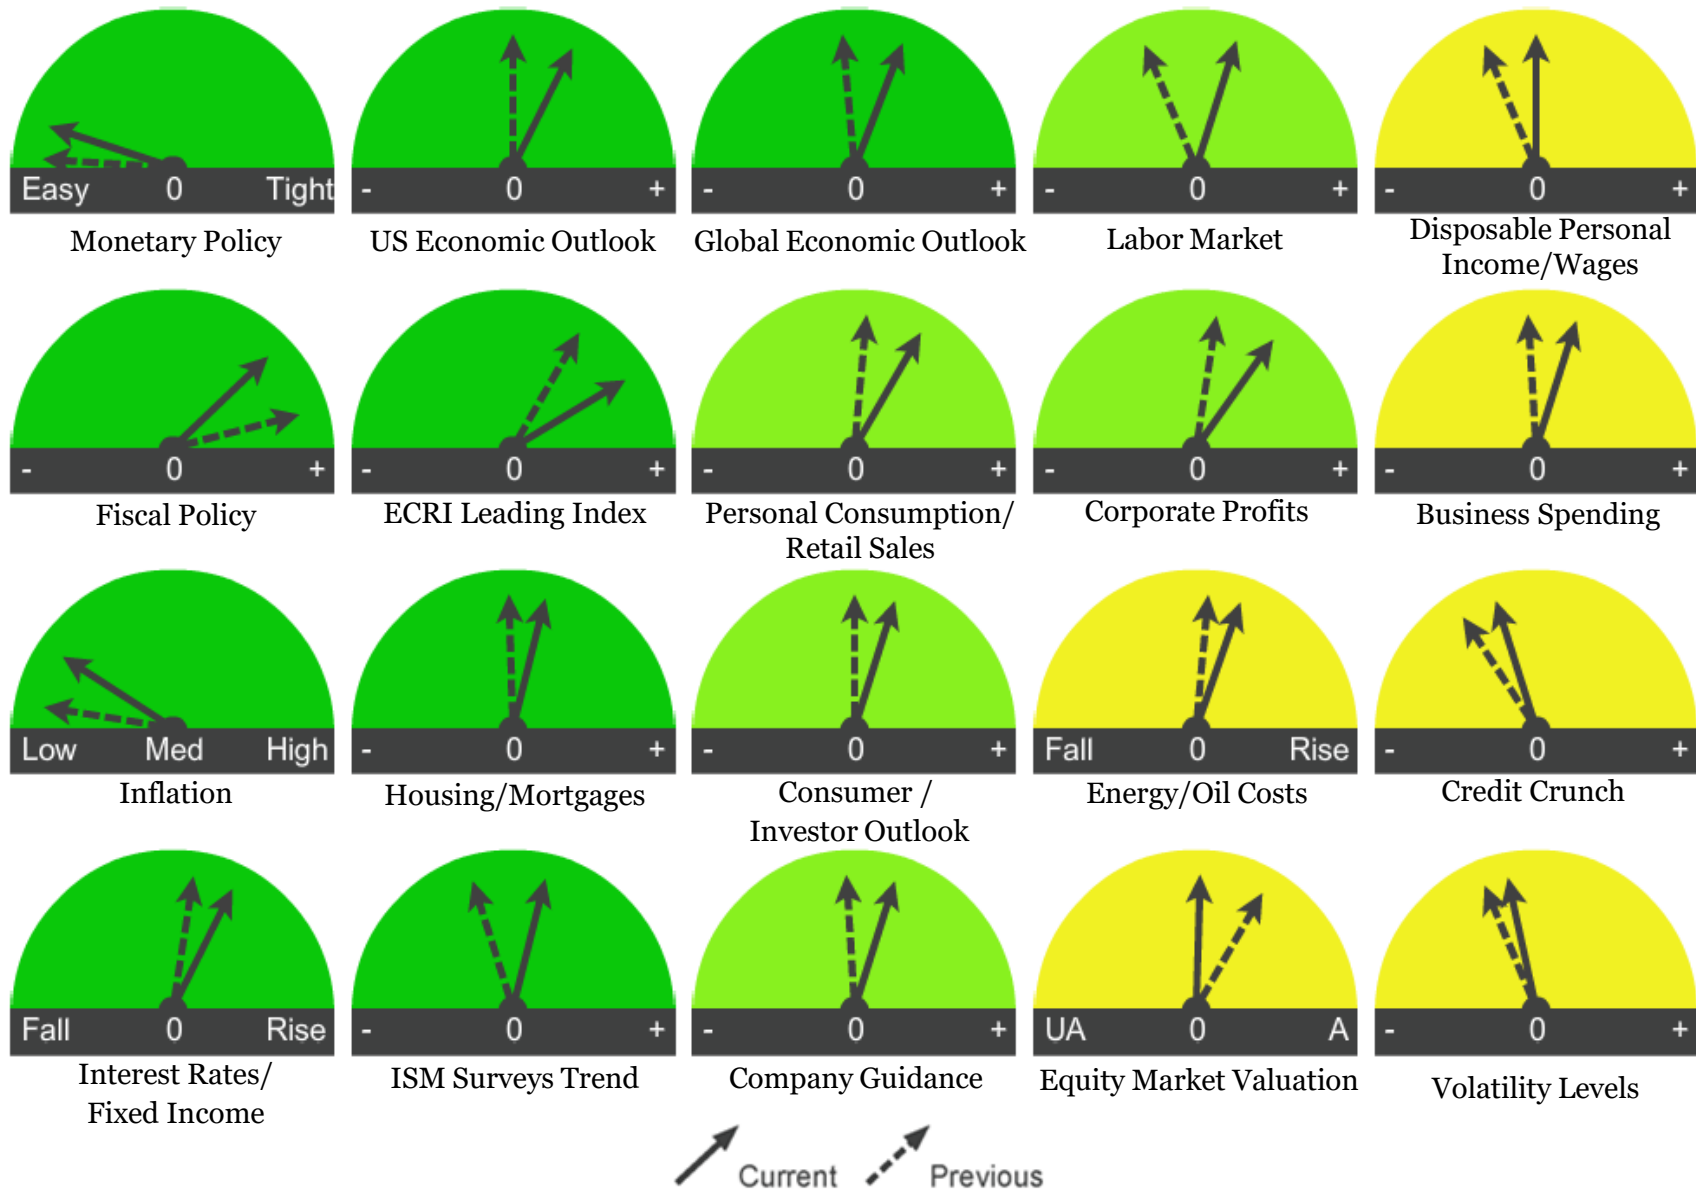 Easy 0 Tight
- 0 +
- 0 +
- 0 +
- 0 +
Monetary Policy
US Economic Outlook
Global Economic Outlook
Labor Market
Disposable Personal
Income/Wages
- 0 +
- 0 +
- 0 +
- 0 +
- 0 +
Fiscal Policy
ECRI Leading Index
Personal Consumption/
Retail Sales
Corporate Profits
Business Spending
Low Med High
- 0 +
- 0 +
Fall 0 Rise
- 0 +
Inflation
Housing/Mortgages
Consumer /
Investor Outlook
Energy/Oil Costs
Credit Crunch
Fall 0 Rise
- 0 +
- 0 +
UA 0 A
- 0 +
Interest Rates/
Fixed Income
ISM Surveys Trend
Company Guidance
Equity Market Valuation
Volatility Levels
Current Previous